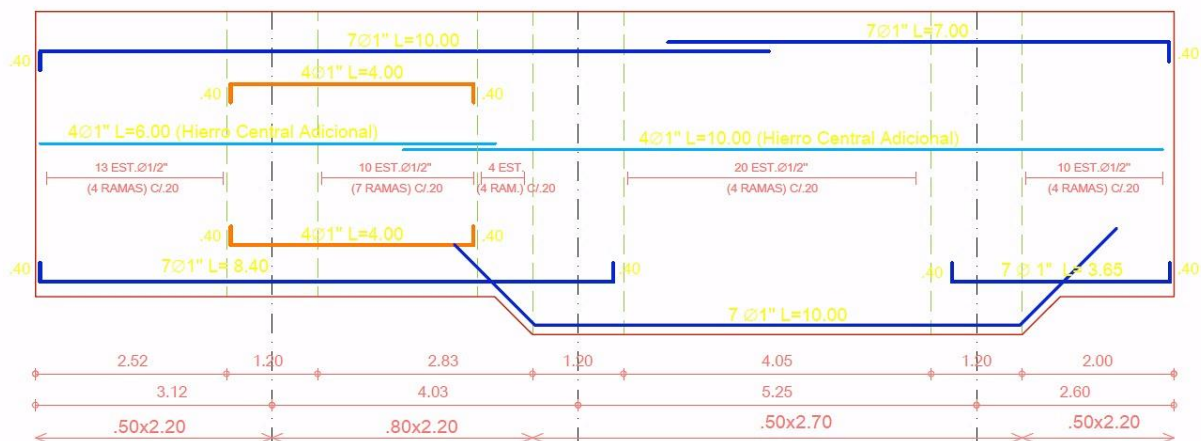 7∅1" L=10.00
7∅1" L=7.00
.40
.40
4∅1" L=4.00
.40
.40
4∅1" L=6.00 (Hierro Central Adicional)
4∅1" L=10.00 (Hierro Central Adicional)
13 EST.∅1/2"
10 EST.∅1/2"
4 EST.
20 EST.∅1/2"
10 EST.∅1/2"
(4 RAMAS) C/.20
(7 RAMAS) C/.20
(4 RAM.) C/.20
(4 RAMAS) C/.20
(4 RAMAS) C/.20
.40
4∅1" L=4.00
.40
.40
7∅1" L= 8.40
.40
.40
7 ∅ 1" L= 3.65
.40
7 ∅1" L=10.00
2.52
1.20
2.83
1.20
4.05
1.20
2.00
3.12
4.03
5.25
2.60
.50x2.20
.80x2.20
.50x2.70
.50x2.20